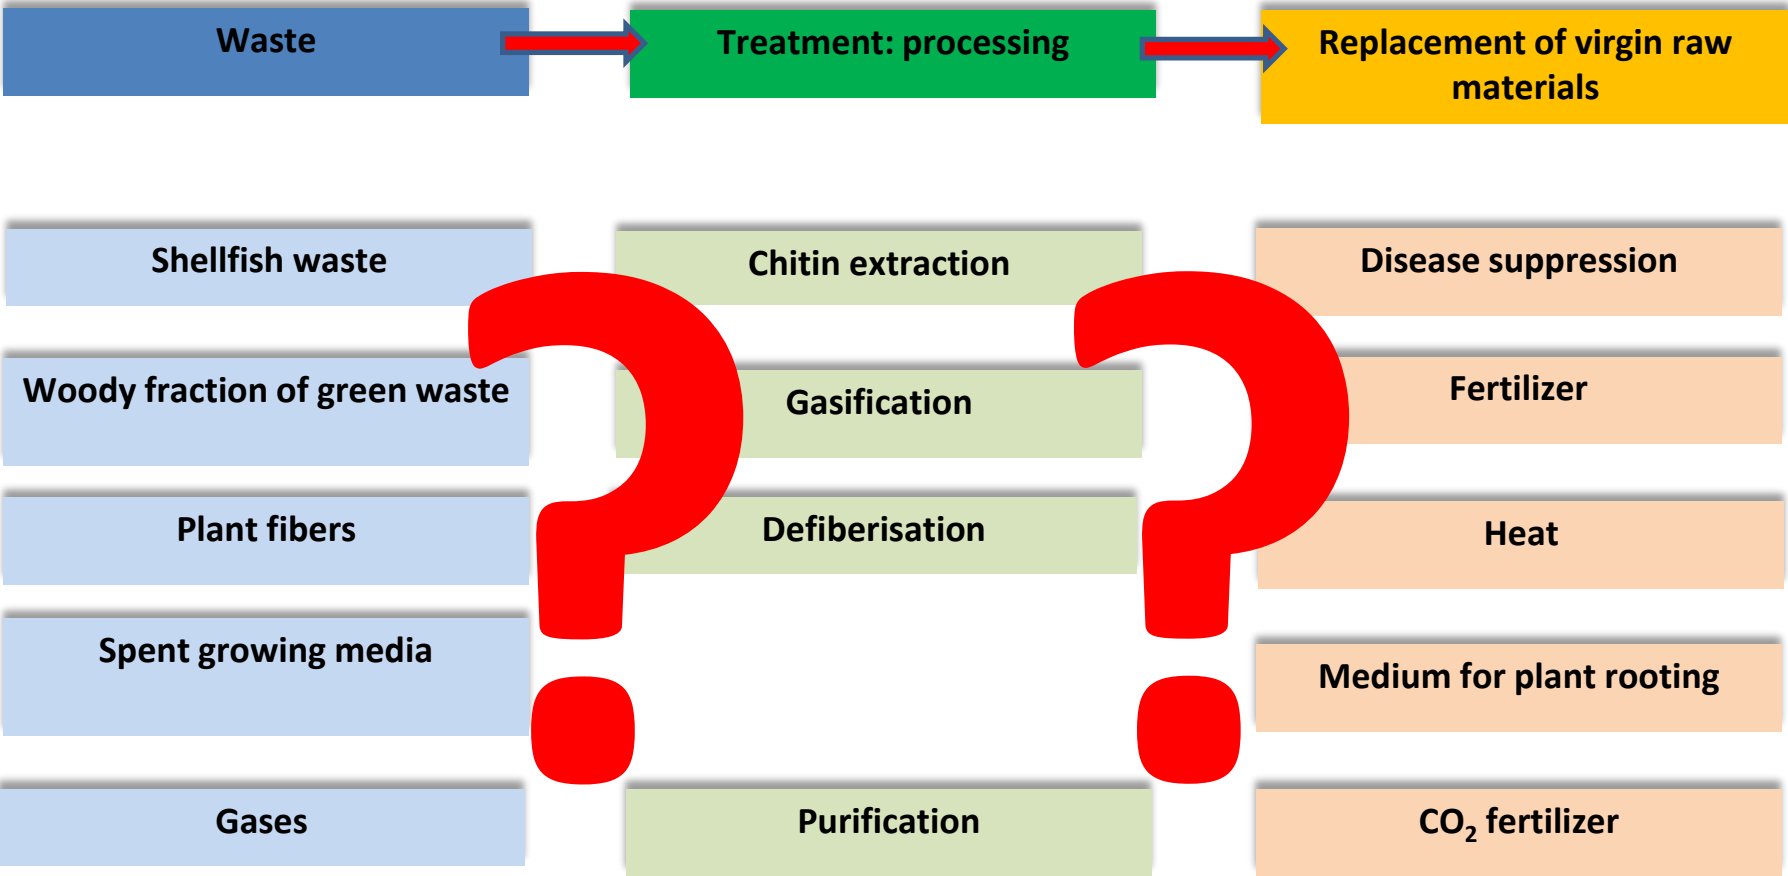 Waste
Treatment: processing
Replacement of virgin raw
materials
Shellfish waste
Chitin extraction
Disease suppression
Woody fraction of green waste
Gasification
Fertilizer
Plant fibers
Defiberisation
Heat
Spent growing media
Medium for plant rooting
Gases
Purification
CO₂ fertilizer
? ?